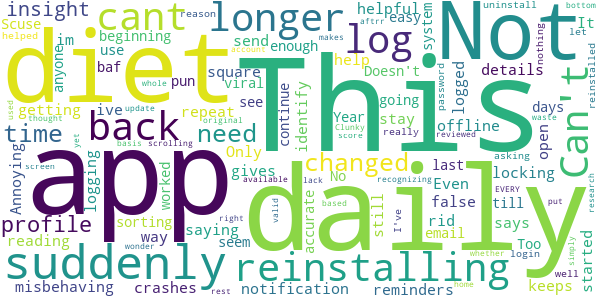 insight cant longer log helpful easy system uninstall bottom
reason
Scuse beginning send enough It aftrr let
helped anyone im use baf pun viral square help Doesn't logged details reinstalled
diet This Not
getting ive repeat see continue identify going days nothing
time back need Year stay offline open Can't
whole update original Clunky score password really reviewed
used thought account makes waste
Annoying logging worked Only changed last asking locking
yet basis scrolling gives No Even false till EVERY put
screen available lack recognizing
app daily
profile sorting saying accurate still I've rid says Too started
reading way seem right valid based email login research
suddenly reinstalling whether simply
wonder rest home well
misbehaving crashes notification reminders keeps